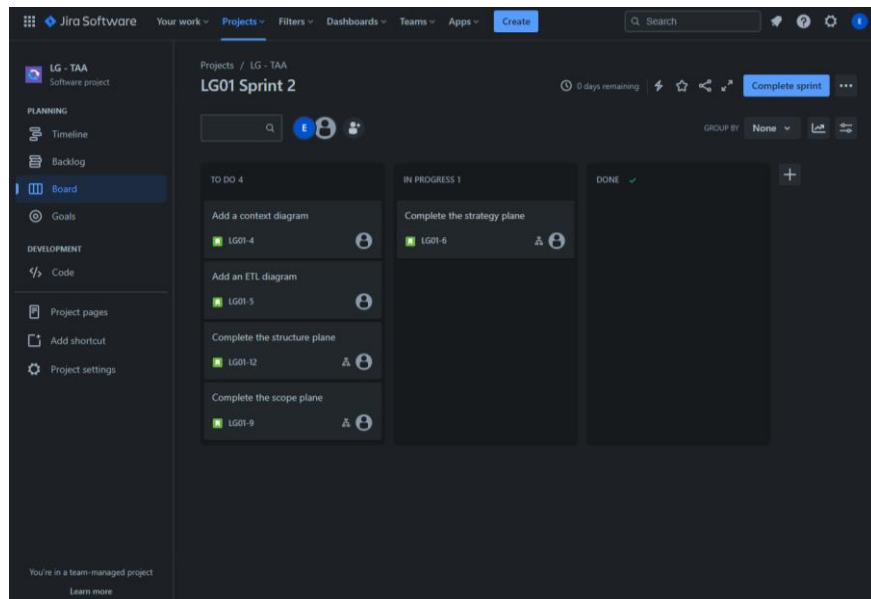 Jira Software Your work Projects Filters Dashboards Teams Apps Create Search
LG - TAA
Software project
PLANNING
Timeline
Backlog
Board
Goals
DEVELOPMENT
Code
Project pages
Add shortcut
Project settings
You're in a team-managed project
Learn more
Projects / LG - TAA
LG01 Sprint 2
0 days remaining
Complete sprint
E
GROUP BY None
TO DO 4
Add a context diagram
LG01-4
Add an ETL diagram
LG01-5
Complete the structure plane
LG01-12
Complete the scope plane
LG01-9
IN PROGRESS 1
Complete the strategy plane
LG01-6
DONE